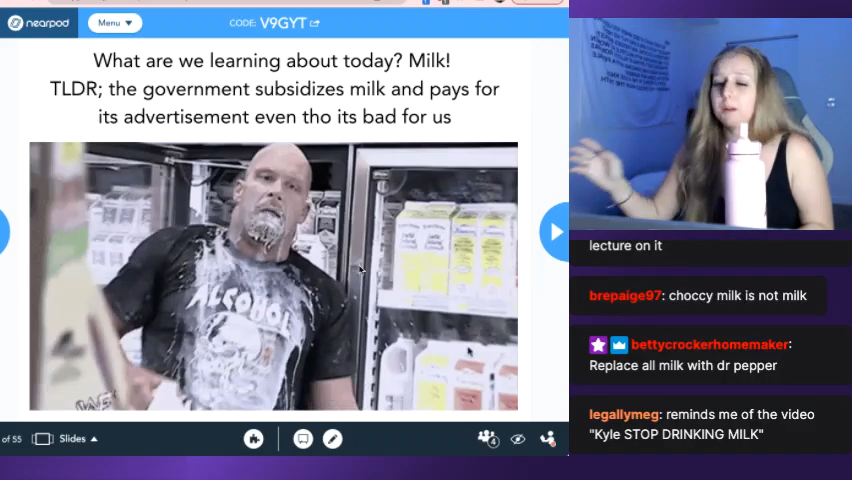 nearpod
Menu
CODE: V9GYT
What are we learning about today? Milk!
TLDR; the government subsidizes milk and pays for
its advertisement even tho its bad for us
ALCOHOL
lecture on it
brepaige97: choccy milk is not milk
bettycrockerhomemaker:
Replace all milk with dr pepper
legallymeg: reminds me of the video
"Kyle STOP DRINKING MILK"
of 55
Slides
4